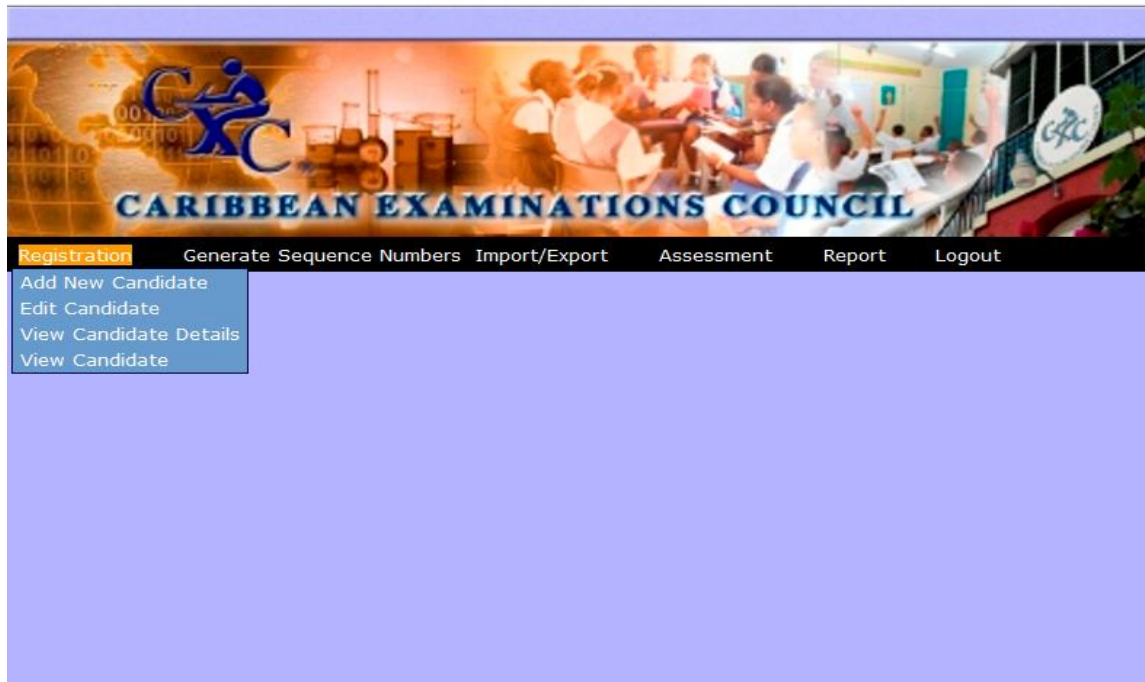 CXC
CARIBBEAN EXAMINATIONS COUNCIL
CXC
Registration Generate Sequence Numbers Import/Export Assessment Report Logout
Add New Candidate
Edit Candidate
View Candidate Details
View Candidate